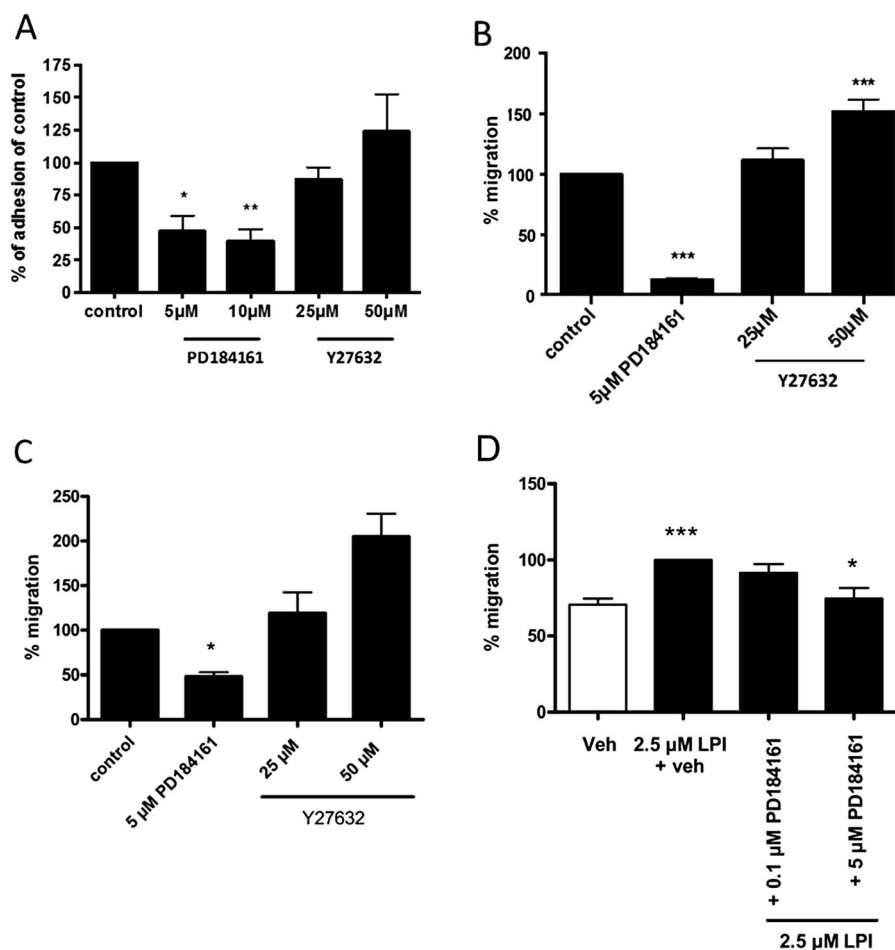 A
% of adhesion of control
175
150
125
100
75
50
25
0
*
**
control
5µM
10µM
25µM
50µM
PD184161
Y27632
B
% migration
200
150
100
50
0
***
***
control
5µM PD184161
25µM
50µM
Y27632
C
% migration
250
200
150
100
50
0
*
control
5 µM PD184161
25 µM
50 µM
Y27632
D
% migration
150
100
50
0
***
*
Veh
2.5 µM LPI
+ veh
+ 0.1 µM PD184161
+ 5 µM PD184161
2.5 µM LPI